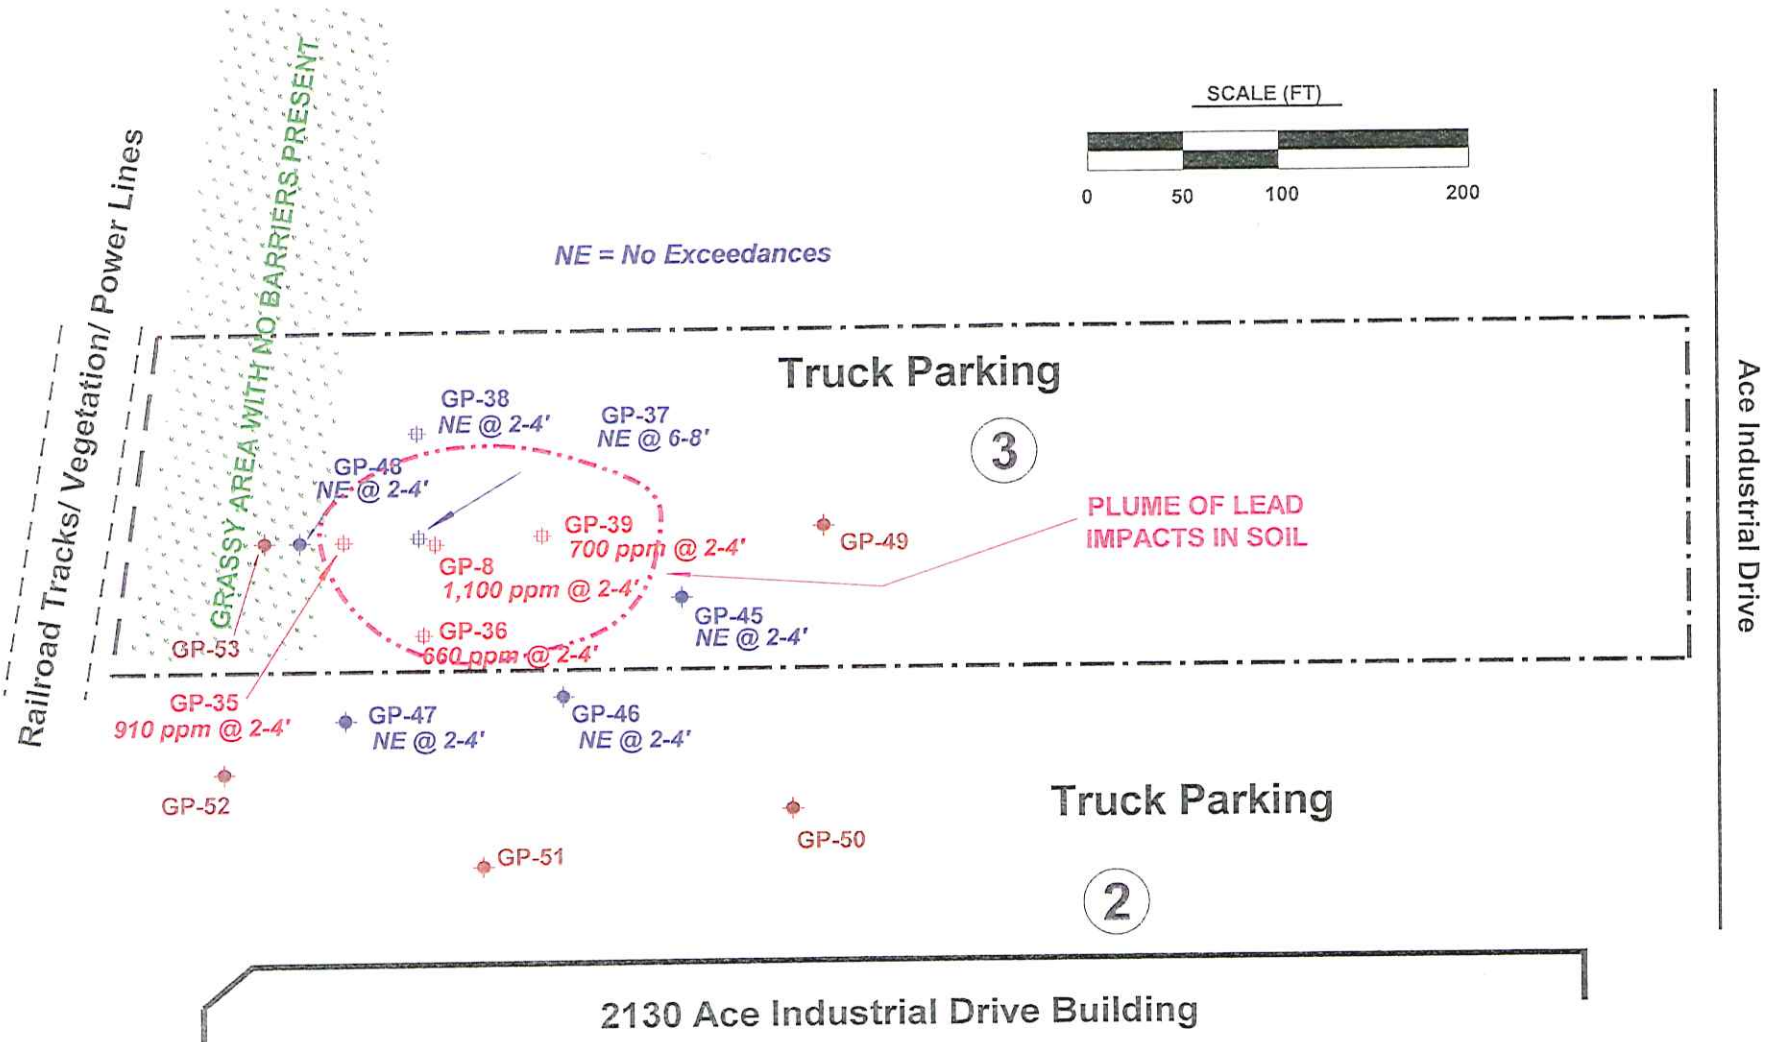 SCALE (FT)
0 50 100 200
GRASSY AREA WITH NO BARRIERS PRESENT
Railroad Tracks/ Vegetation/ Power Lines
NE = No Exceedances
Truck Parking
3
Ace Industrial Drive
GP-38
NE @ 2-4'
GP-37
NE @ 6-8'
GP-48
NE @ 2-4'
GP-39
700 ppm @ 2-4'
GP-8
1,100 ppm @ 2-4'
GP-49
PLUME OF LEAD
IMPACTS IN SOIL
GP-45
NE @ 2-4'
GP-36
660 ppm @ 2-4'
GP-53
GP-35
910 ppm @ 2-4'
GP-47
NE @ 2-4'
GP-46
NE @ 2-4'
GP-52
GP-51
GP-50
Truck Parking
2
2130 Ace Industrial Drive Building